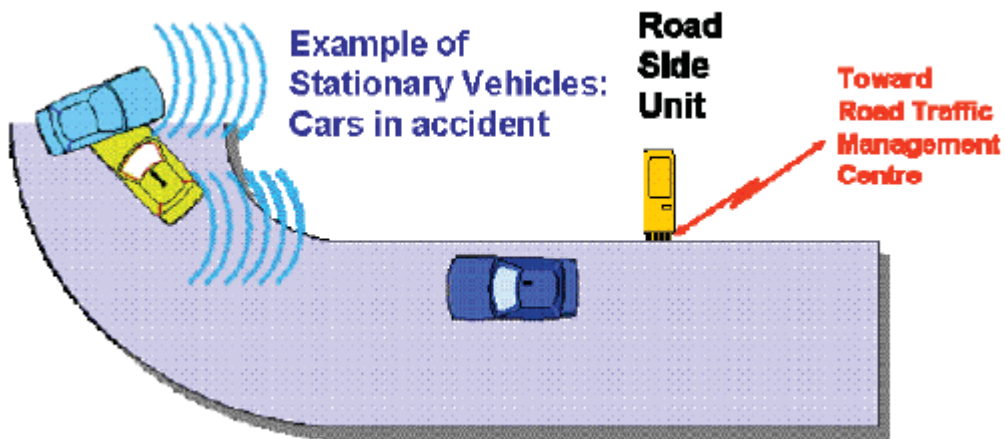 Example of
Stationary Vehicles:
Cars in accident
Road
Side
Unit
Toward
Road Traffic
Management
Centre